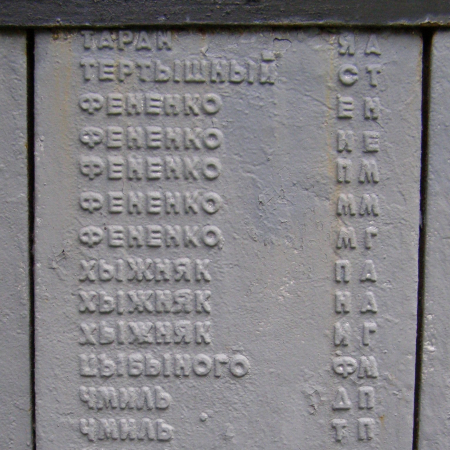 ТАРАН Я А
ТЕРТЫШНЫЙ С Т
ФЕНЕНКО Е Н
ФЕНЕНКО И Е
ФЕНЕНКО П М
ФЕНЕНКО М М
ФЕНЕНКО М Г
ХЫЖНЯК П А
ХЫЖНЯК Н А
ХЫЖНЯК И Г
ЦЫБЫНОГО Ф М
ЧМИЛЬ Д П
ЧМИЛЬ Т П